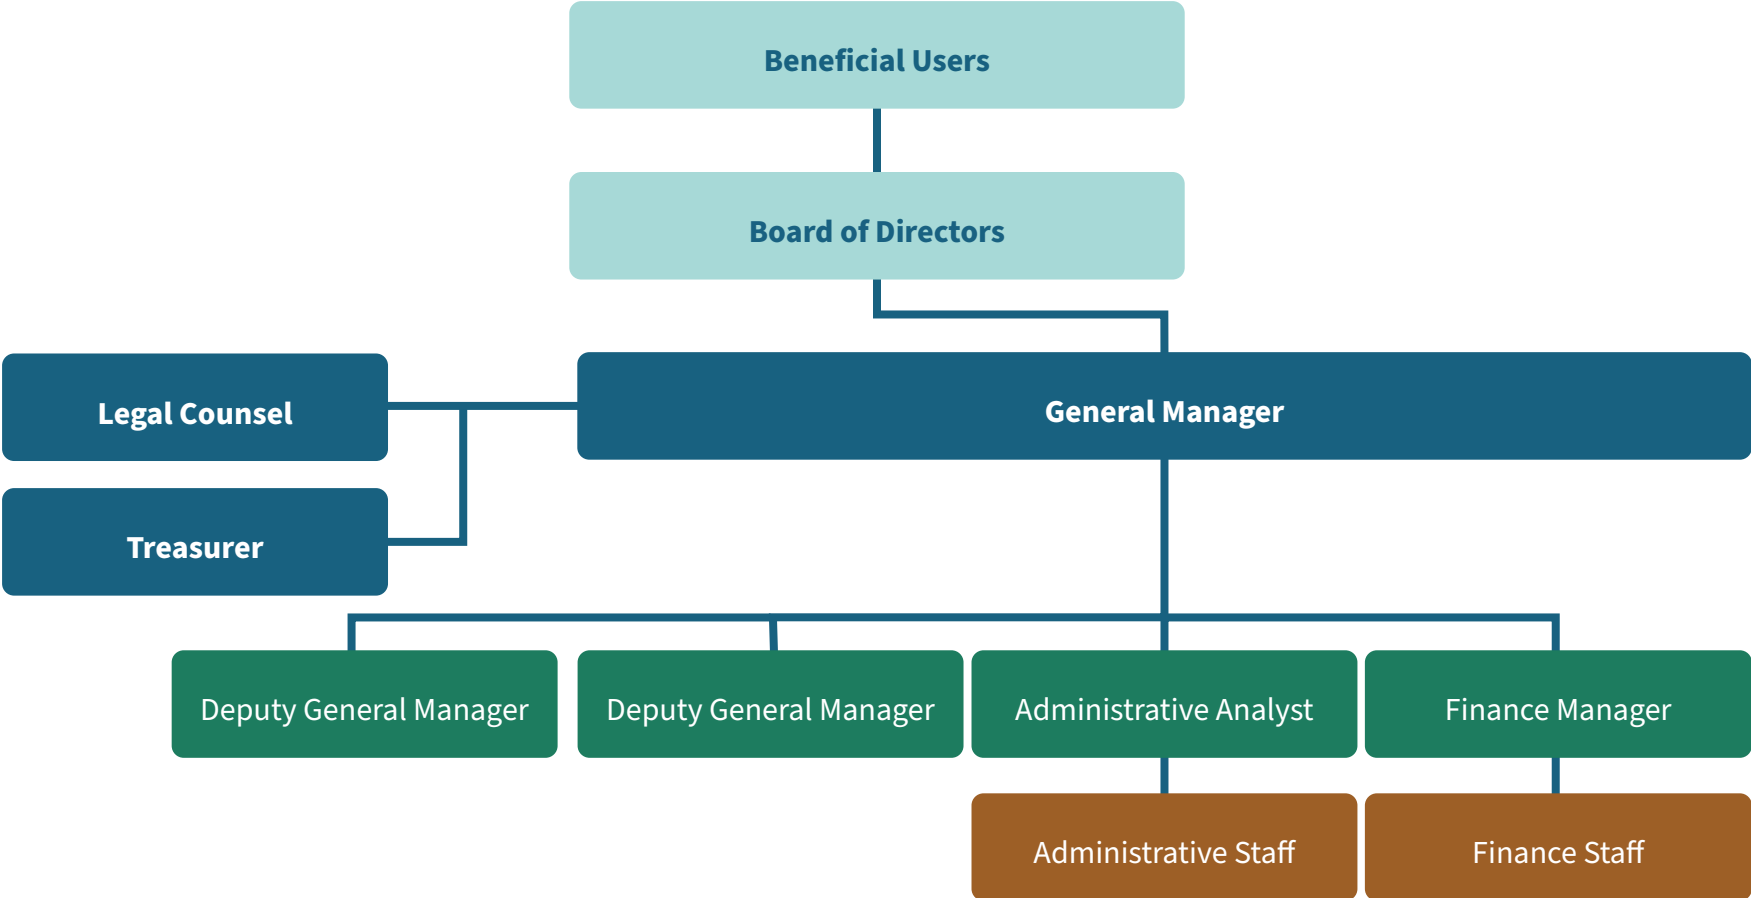 Beneficial Users
Board of Directors
Legal Counsel
General Manager
Treasurer
Deputy General Manager
Deputy General Manager
Administrative Analyst
Finance Manager
Administrative Staff
Finance Staff